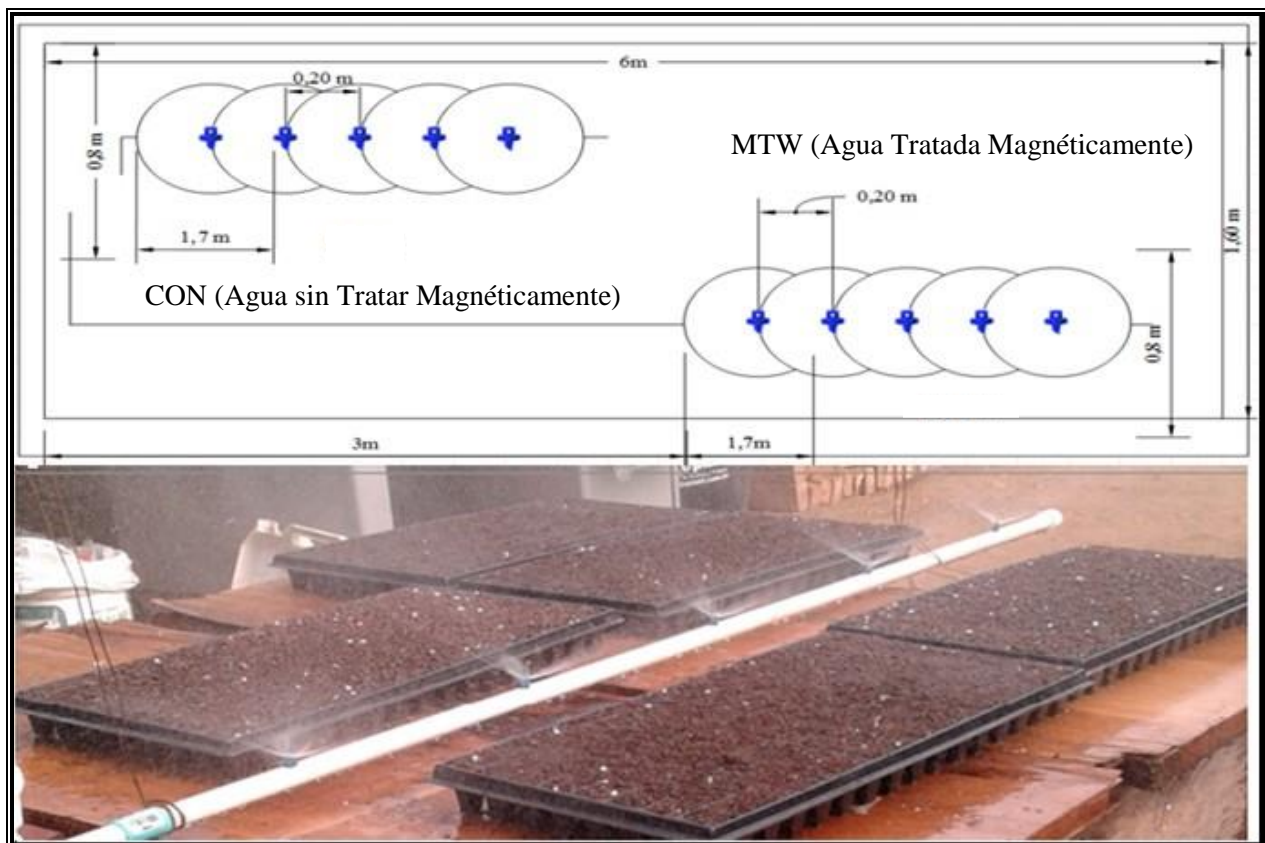 6m
0,20 m
0,8 m
MTW (Agua Tratada Magnéticamente)
0,20 m
1,7 m
1,60 m
CON (Agua sin Tratar Magnéticamente)
0,8 m
3m
1,7m